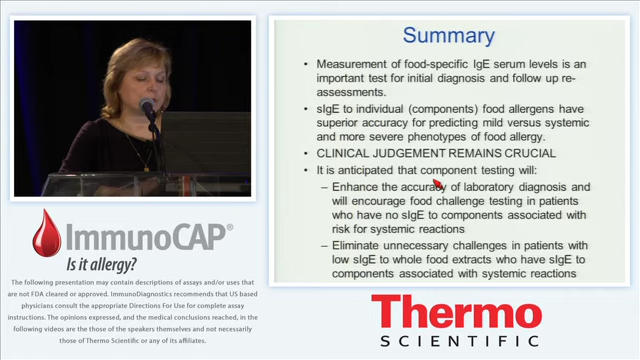 Summary
• Measurement of food-specific IgE serum levels is an
important test for initial diagnosis and follow up re-
assessments.
• sIgE to individual (components) food allergens have
superior accuracy for predicting mild versus systemic
and more severe phenotypes of food allergy.
• CLINICAL JUDGEMENT REMAINS CRUCIAL
• It is anticipated that component testing will:
– Enhance the accuracy of laboratory diagnosis and
will encourage food challenge testing in patients
who have no sIgE to components associated with
risk for systemic reactions
– Eliminate unnecessary challenges in patients with
low sIgE to whole food extracts who have sIgE to
components associated with systemic reactions
ImmunoCAP®
Is it allergy?
The following presentation may contain descriptions of assays and/or uses that
are not FDA cleared or approved. ImmunoDiagnostics recommends that US based
physicians consult the appropriate Directions For Use for complete assay
instructions. The opinions expressed, and the medical conclusions reached, in the
following videos are those of the speakers themselves and not necessarily
those of Thermo Scientific or any of its affiliates.
Thermo
SCIENTIFIC